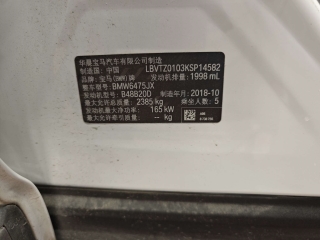 华晨宝马汽车有限公司制造
制造国: 中国 LBVTZ0103KSP14582
品牌: 宝马(BMW)牌 发动机排量: 1998 mL
整车型号: BMW6475JX
发动机型号: B48B20D 制造年月: 2018-10
最大允许总质量: 2385 kg 乘坐人数: 5
发动机最大净功率: 165 kW
最大允许牵引质量: -- kg